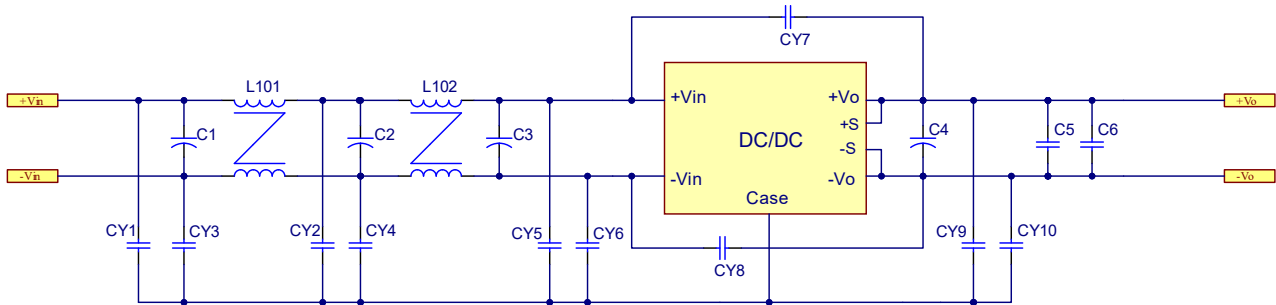 CY7
L101
L102
+Vin
+Vin
+Vo
+Vo
+S
C1
C2
C3
DC/DC
C4
C5
C6
-S
-Vin
-Vin
-Vo
-Vo
Case
CY1
CY3
CY2
CY4
CY5
CY6
CY9
CY10
CY8